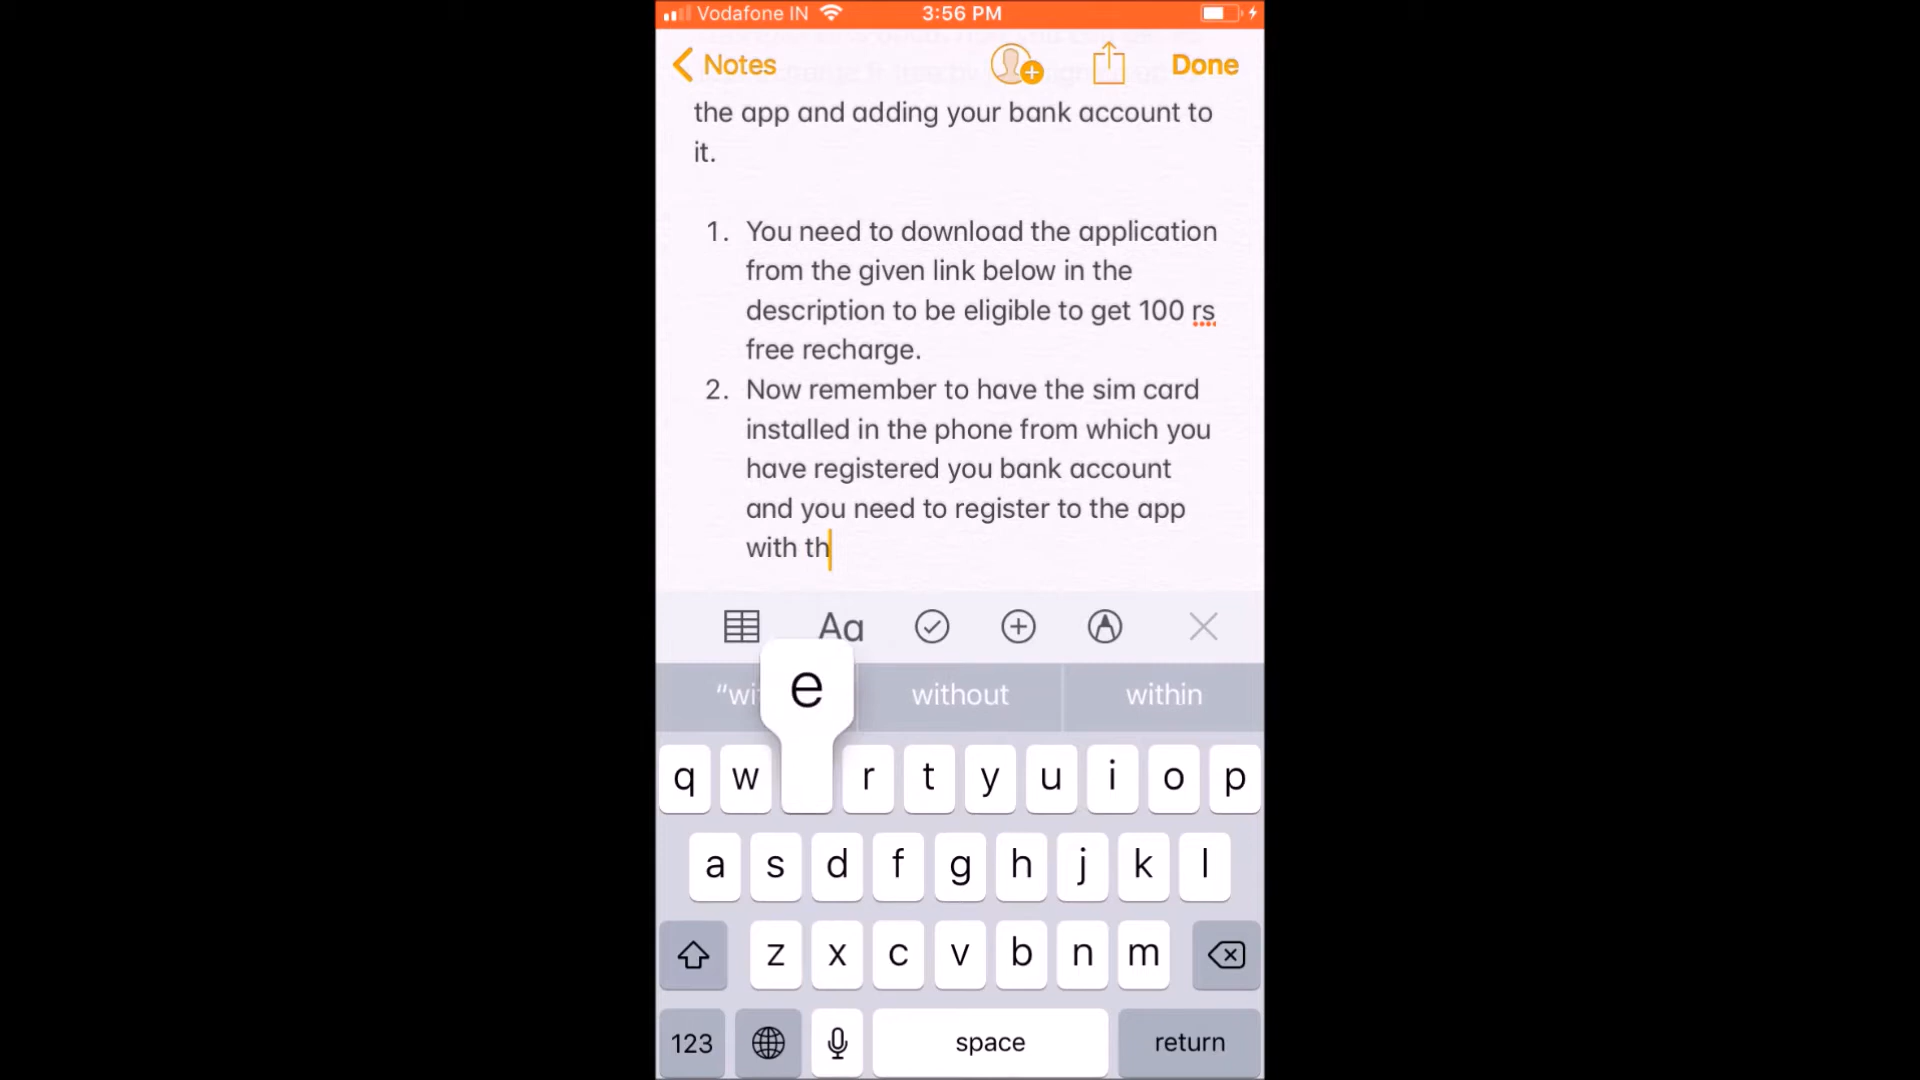 Vodafone IN 3:56 PM
Notes Done
the app and adding your bank account to
it.
1. You need to download the application
from the given link below in the
description to be eligible to get 100 rs
free recharge.
2. Now remember to have the sim card
installed in the phone from which you
have registered you bank account
and you need to register to the app
with th
Aa
"wi without within
e
q w r t y u i o p
a s d f g h j k l
z x c v b n m
123 space return